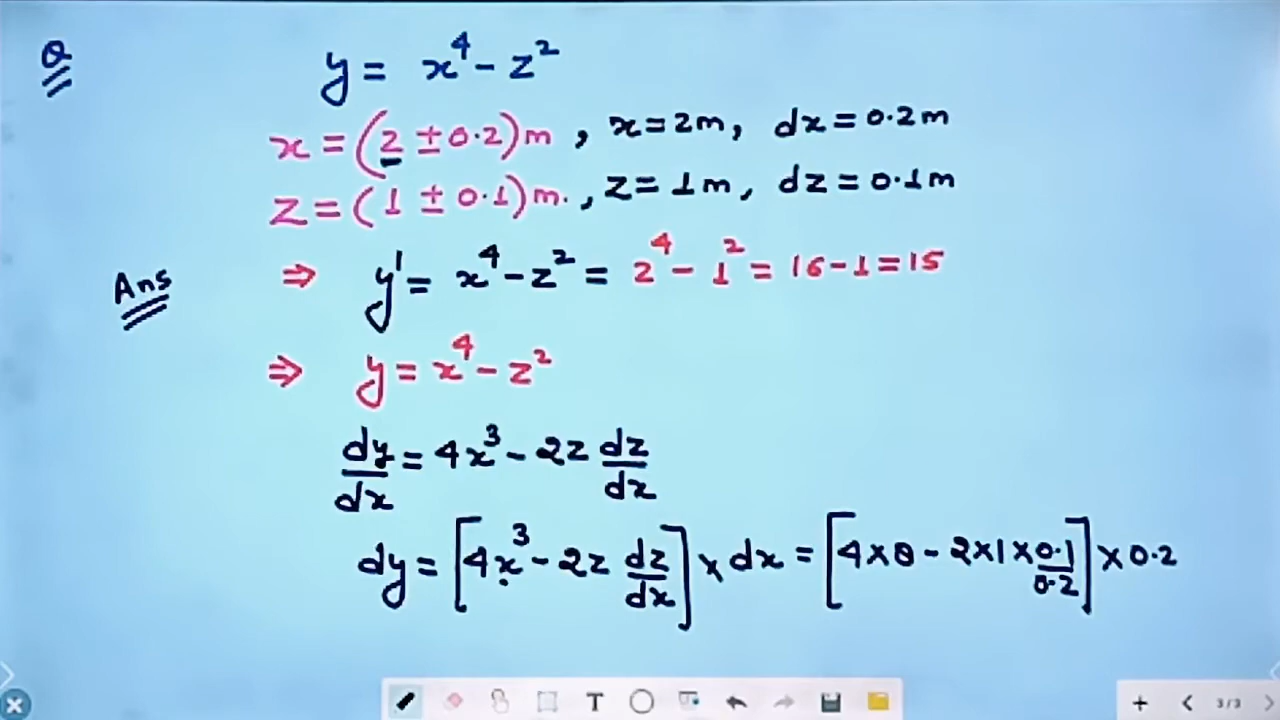 Q
y = x⁴ - z²
x = (2 ± 0.2)m , x = 2m, dx = 0.2m
z = (1 ± 0.1)m. , z = 1m, dz = 0.1m
Ans ⇒ y' = x⁴ - z² = 2⁴ - 1² = 16 - 1 = 15
⇒ y = x⁴ - z²
dy/dx = 4x³ - 2z dz/dx
dy = [4x³ - 2z dz/dx] × dx = [4×8 - 2×1×0.1/0.2] × 0.2
T
3/3